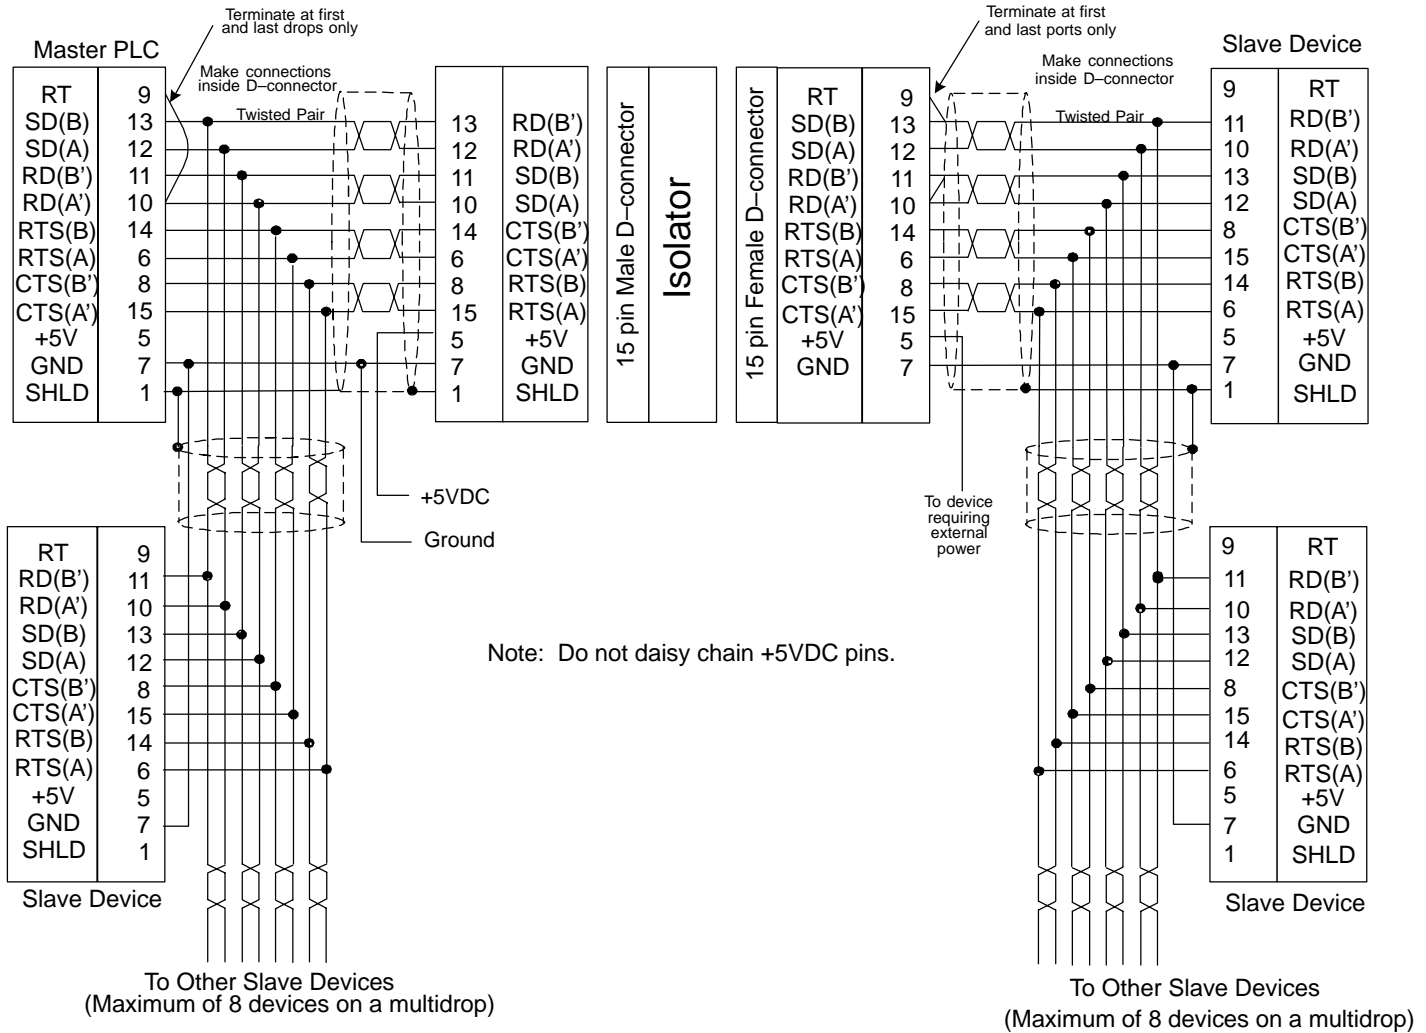 Terminate at first
and last drops only
Master PLC
Make connections
inside D–connector
Twisted Pair
RT 9
SD(B) 13
SD(A) 12
RD(B') 11
RD(A') 10
RTS(B) 14
RTS(A) 6
CTS(B') 8
CTS(A') 15
+5V 5
GND 7
SHLD 1
13 RD(B')
12 RD(A')
11 SD(B)
10 SD(A)
14 CTS(B')
6 CTS(A')
8 RTS(B)
15 RTS(A)
5 +5V
7 GND
1 SHLD
15 pin Male D–connector
Isolator
15 pin Female D–connector
Terminate at first
and last ports only
Make connections
inside D–connector
Twisted Pair
RT 9
SD(B) 13
SD(A) 12
RD(B') 11
RD(A') 10
RTS(B) 14
RTS(A) 6
CTS(B') 8
CTS(A') 15
+5V 5
GND 7
Slave Device
9 RT
11 RD(B')
10 RD(A')
13 SD(B)
12 SD(A)
8 CTS(B')
15 CTS(A')
14 RTS(B)
6 RTS(A)
5 +5V
7 GND
1 SHLD
+5VDC
Ground
To device
requiring
external
power
RT 9
RD(B') 11
RD(A') 10
SD(B) 13
SD(A) 12
CTS(B') 8
CTS(A') 15
RTS(B) 14
RTS(A) 6
+5V 5
GND 7
SHLD 1
Slave Device
Note: Do not daisy chain +5VDC pins.
9 RT
11 RD(B')
10 RD(A')
13 SD(B)
12 SD(A)
8 CTS(B')
15 CTS(A')
14 RTS(B)
6 RTS(A)
5 +5V
7 GND
1 SHLD
Slave Device
To Other Slave Devices
(Maximum of 8 devices on a multidrop)
To Other Slave Devices
(Maximum of 8 devices on a multidrop)